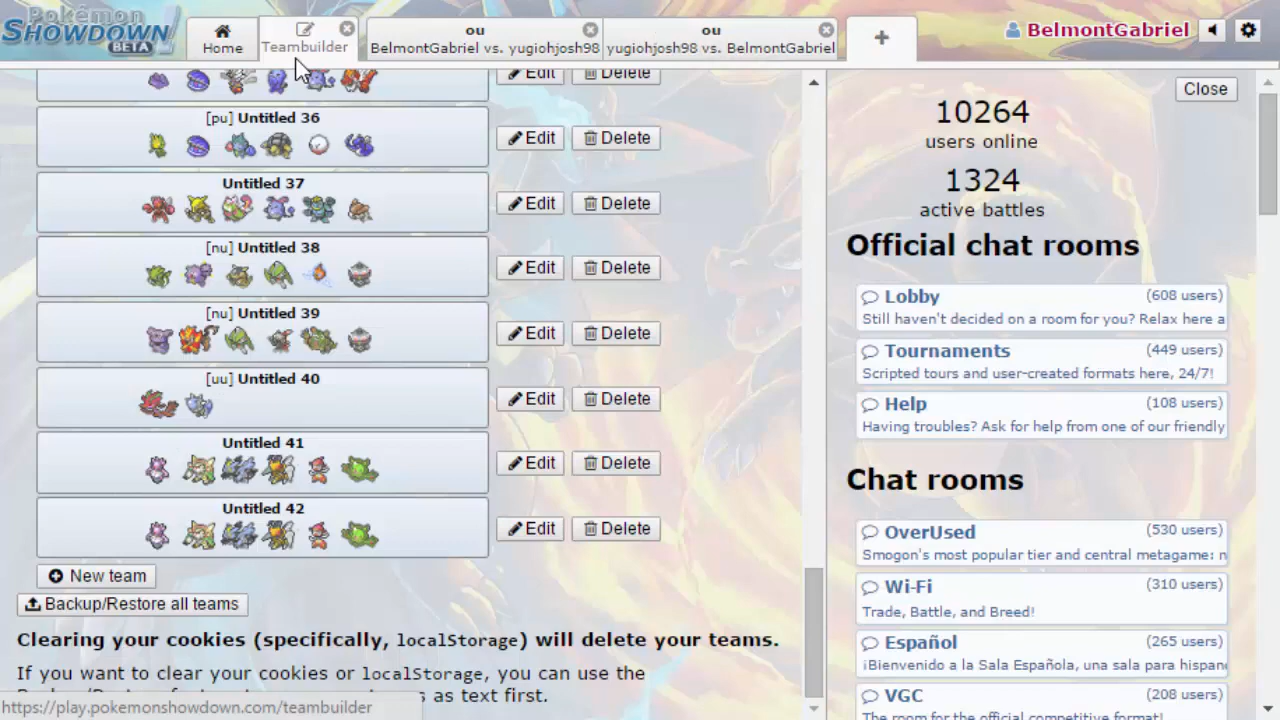 Pokémon
SHOWDOWN!
BETA
Home
Teambuilder
ou
BelmontGabriel vs. yugiohjosh98
ou
yugiohjosh98 vs. BelmontGabriel
BelmontGabriel
Edit Delete
[pu] Untitled 36
Edit Delete
Untitled 37
Edit Delete
[nu] Untitled 38
Edit Delete
[nu] Untitled 39
Edit Delete
[uu] Untitled 40
Edit Delete
Untitled 41
Edit Delete
Untitled 42
Edit Delete
New team
Backup/Restore all teams
Clearing your cookies (specifically, localStorage) will delete your teams.
If you want to clear your cookies or localStorage, you can use the
s as text first.
https://play.pokemonshowdown.com/teambuilder
Close
10264
users online
1324
active battles
Official chat rooms
Lobby (608 users)
Still haven't decided on a room for you? Relax here a
Tournaments (449 users)
Scripted tours and user-created formats here, 24/7!
Help (108 users)
Having troubles? Ask for help from one of our friendly
Chat rooms
OverUsed (530 users)
Smogon's most popular tier and central metagame: n
Wi-Fi (310 users)
Trade, Battle, and Breed!
Español (265 users)
¡Bienvenido a la Sala Española, una sala para hispan
VGC (208 users)
The room for the official competitive format!